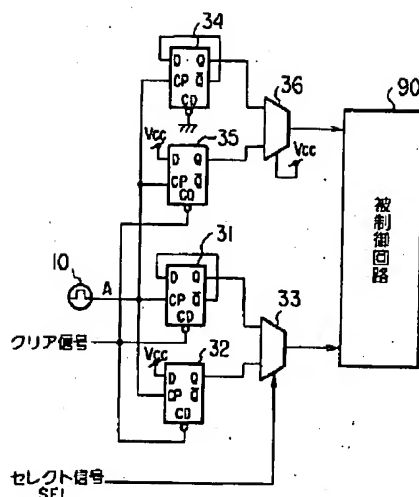 34
D Q
CP Q̅
CD
36
90
Vcc
35
D Q
CP Q̅
CD
Vcc
被制御回路
31
10
A
D Q
CP Q̅
CD
33
クリア信号
Vcc
32
D Q
CP Q̅
CD
セレクト信号
SEL